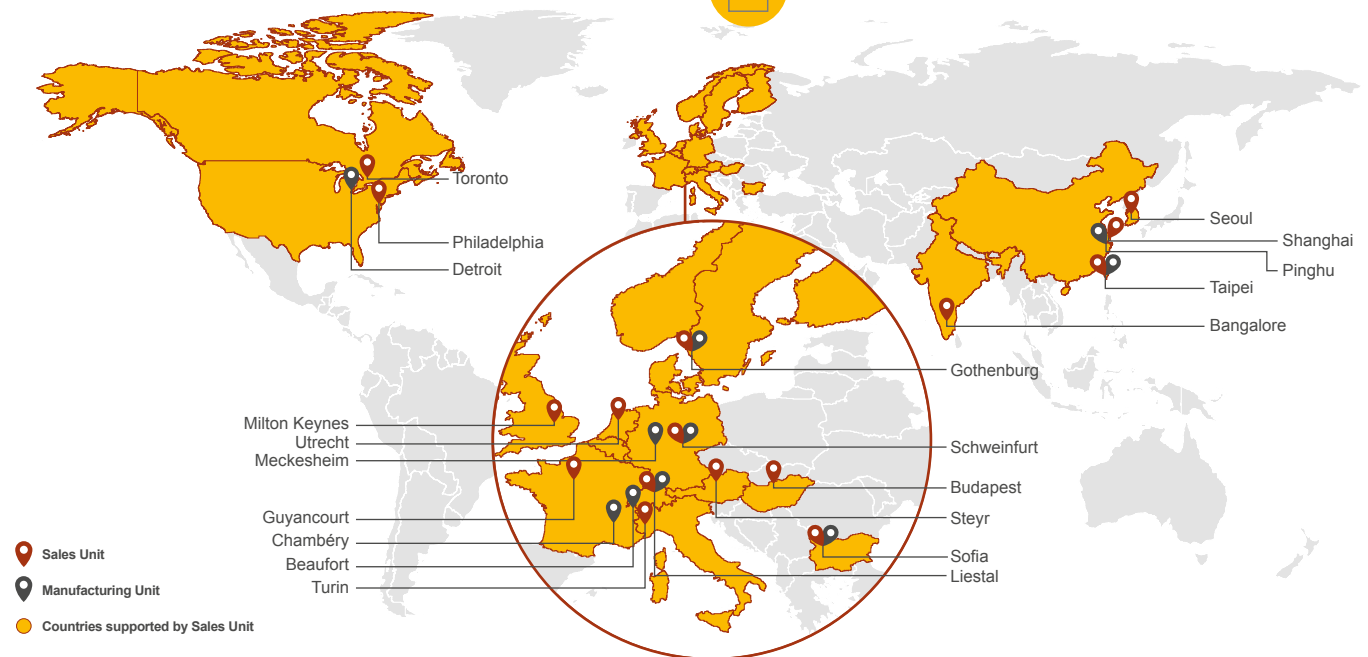 Toronto
Philadelphia
Detroit
Seoul
Shanghai
Pinghu
Taipei
Bangalore
Gothenburg
Milton Keynes
Utrecht
Meckesheim
Schweinfurt
Budapest
Guyancourt
Steyr
Chambéry
Sofia
Beaufort
Liestal
Turin
Sales Unit
Manufacturing Unit
Countries supported by Sales Unit